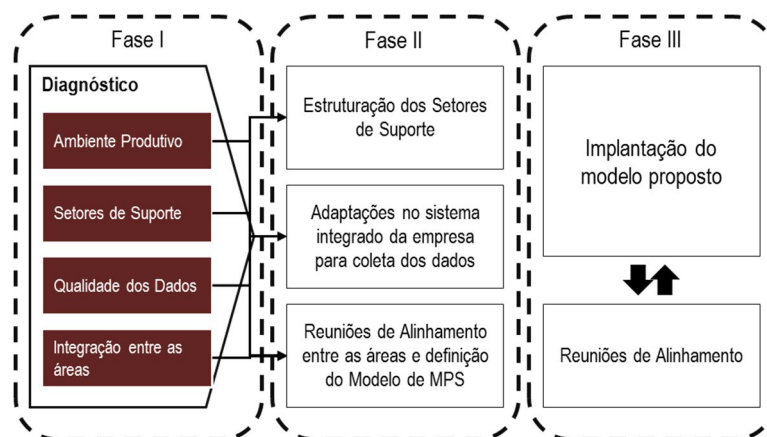 Fase I
Diagnóstico
Ambiente Produtivo
Setores de Suporte
Qualidade dos Dados
Integração entre as
áreas
Fase II
Estruturação dos Setores
de Suporte
Adaptações no sistema
integrado da empresa
para coleta dos dados
Reuniões de Alinhamento
entre as áreas e definição
do Modelo de MPS
Fase III
Implantação do
modelo proposto
Reuniões de Alinhamento